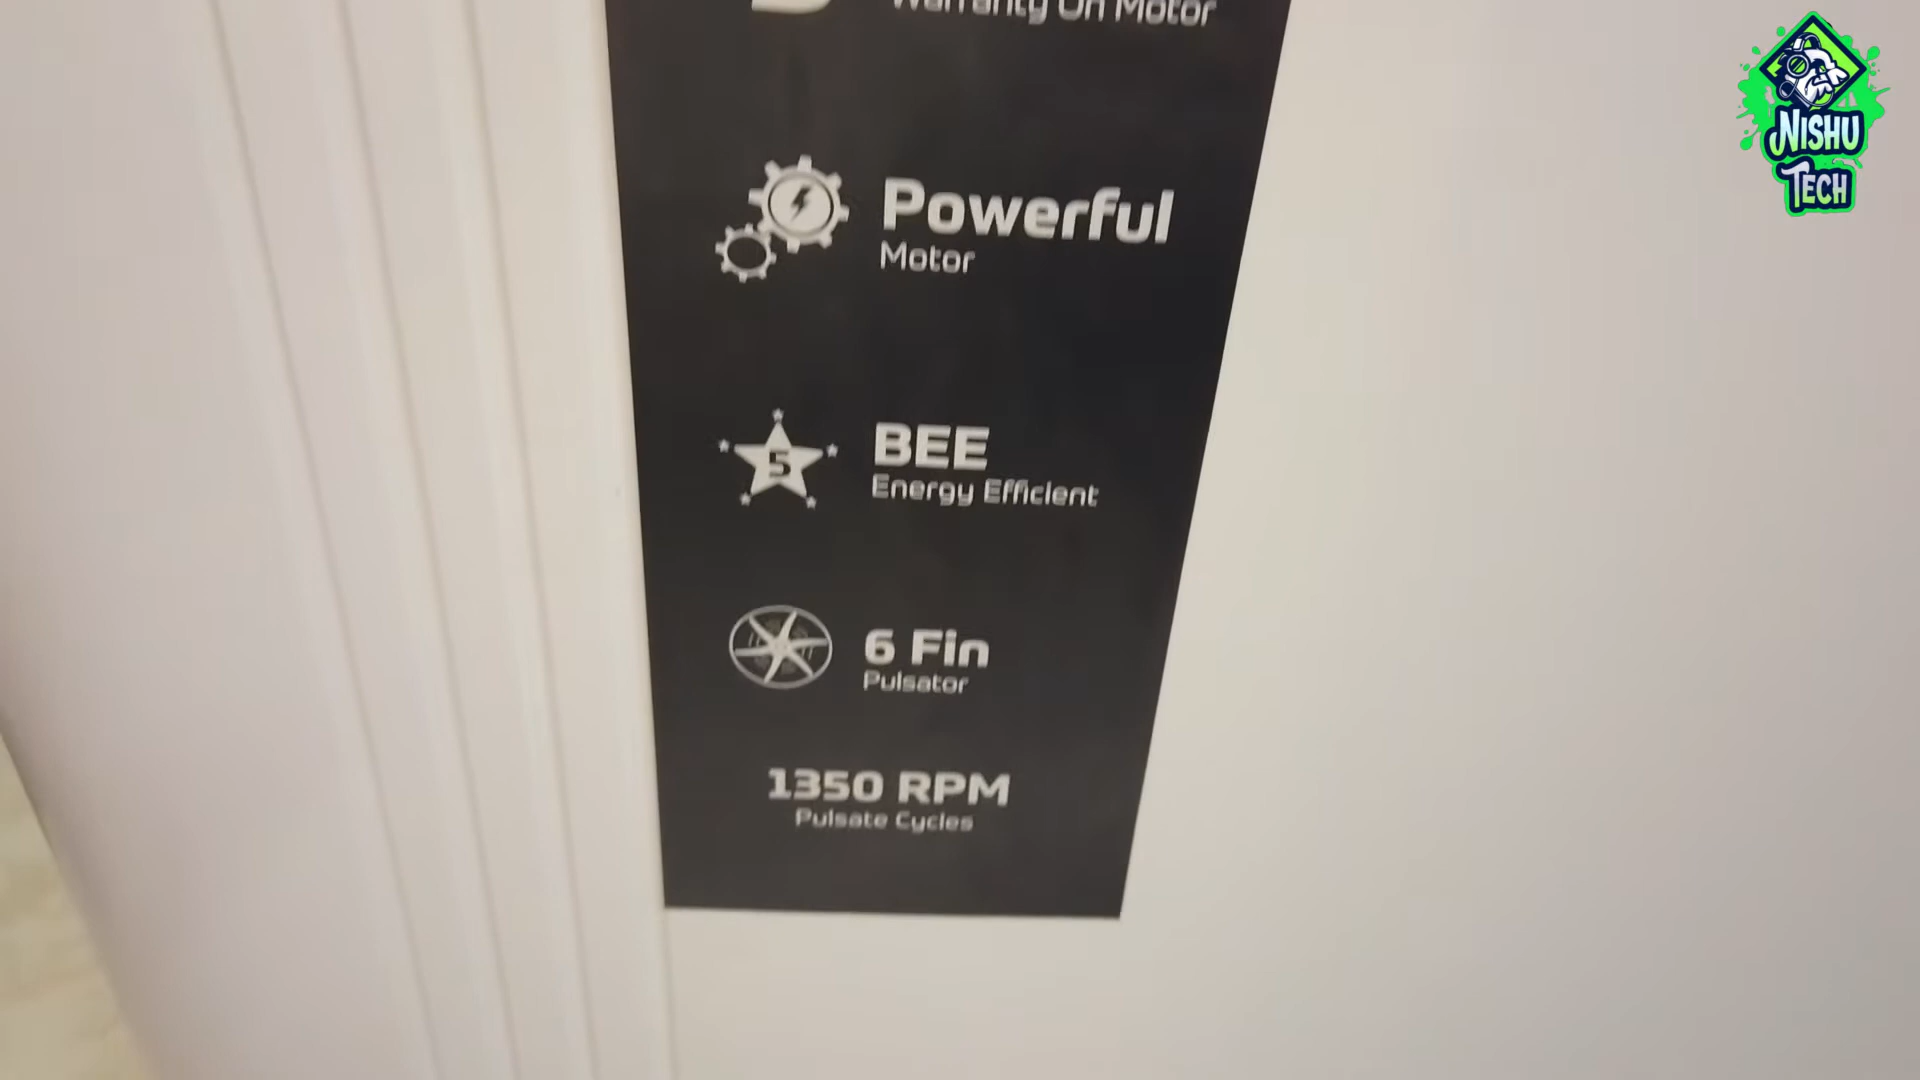 Warranty On Motor
NISHU
TECH
Powerful
Motor
5
BEE
Energy Efficient
6 Fin
Pulsator
1350 RPM
Pulsate Cycles